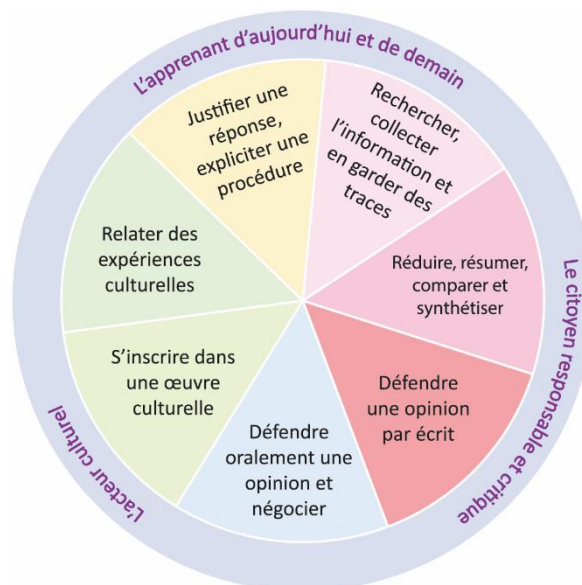 L'apprenant d'aujourd'hui et de demain
Justifier une
réponse,
expliciter une
procédure
Rechercher,
collecter
l'information et
en garder des
traces
Réduire, résumer,
comparer et
synthétiser
Le citoyen responsable et critique
Défendre
une opinion
par écrit
Défendre
oralement une
opinion et
négocier
S'inscrire dans
une œuvre
culturelle
L'acteur culturel
Relater des
expériences
culturelles